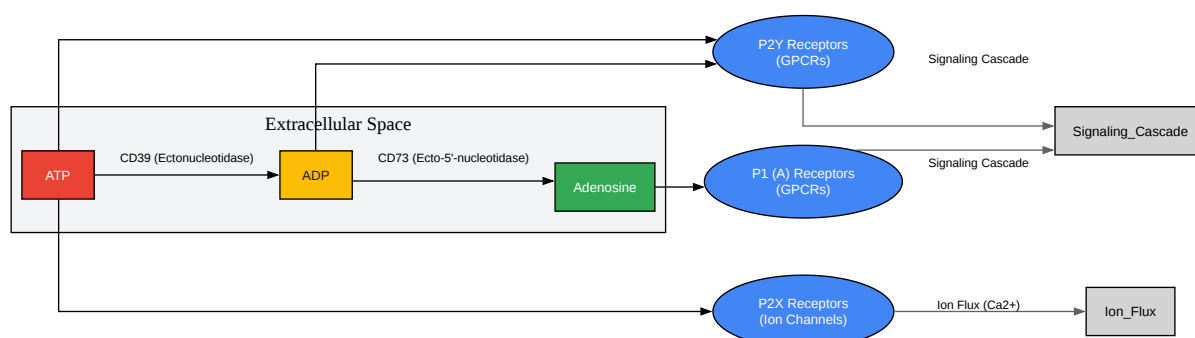 P2Y Receptors
(GPCRs)
Signaling Cascade
Extracellular Space
Signaling_Cascade
ATP
CD39 (Ectonucleotidase)
ADP
CD73 (Ecto-5'-nucleotidase)
Adenosine
P1 (A) Receptors
(GPCRs)
Signaling Cascade
P2X Receptors
(Ion Channels)
Ion Flux (Ca2+)
Ion_Flux